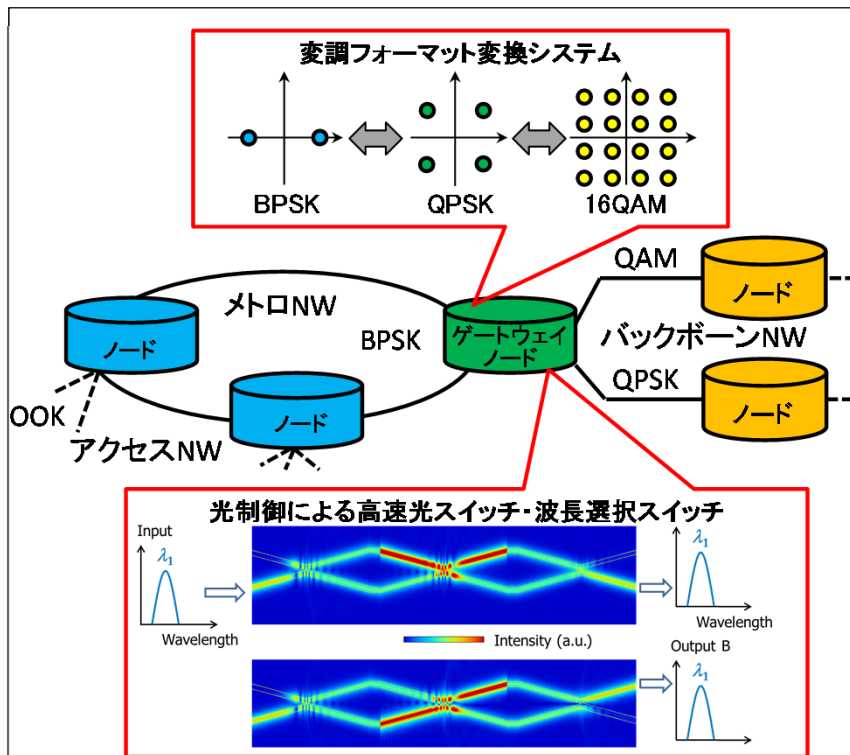 変調フォーマット変換システム
BPSK
QPSK
16QAM
メトロNW
ノード
BPSK
ゲートウェイ
ノード
QAM
ノード
バックボーンNW
QPSK
ノード
OOK
アクセスNW
ノード
光制御による高速光スイッチ・波長選択スイッチ
Input
λ₁
Wavelength
λ₁
Wavelength
Intensity (a.u.)
Output B
λ₁
Wavelength